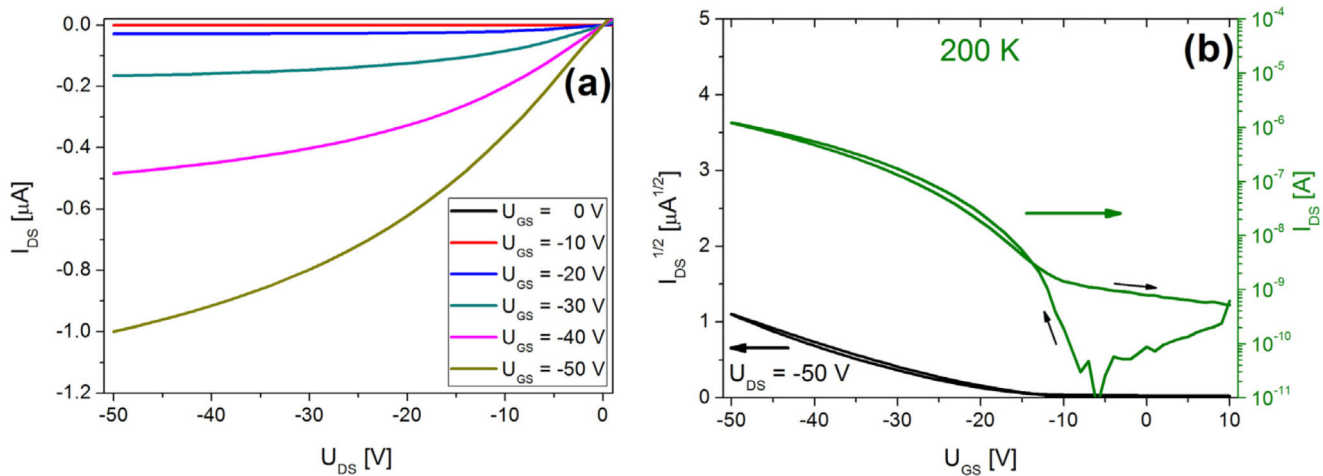 (a)
0.0
-0.2
-0.4
-0.6
-0.8
-1.0
-1.2
I_DS [μA]
-50 -40 -30 -20 -10 0
U_DS [V]
U_GS = 0 V
U_GS = -10 V
U_GS = -20 V
U_GS = -30 V
U_GS = -40 V
U_GS = -50 V
(b)
200 K
5
4
3
2
1
0
I_DS^1/2 [μA^1/2]
U_DS = -50 V
-50 -40 -30 -20 -10 0 10
U_GS [V]
10^-4
10^-5
10^-6
10^-7
10^-8
10^-9
10^-10
10^-11
I_DS [A]